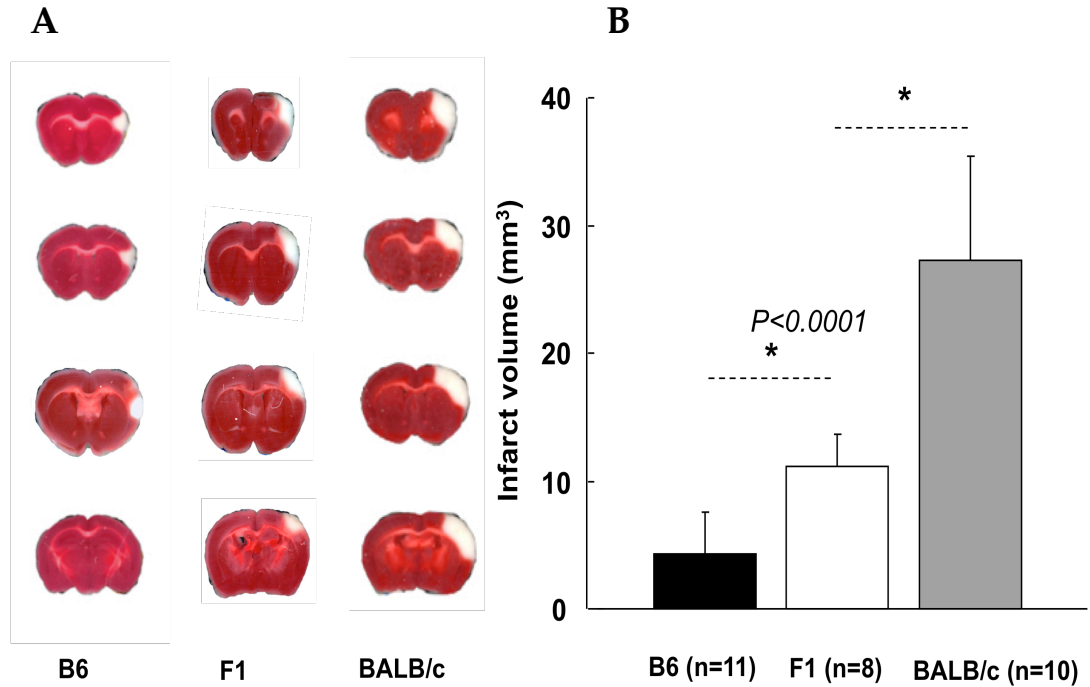 A
B
B6
F1
BALB/c
Infarct volume (mm³)
40
30
20
10
0
*
P<0.0001
*
B6 (n=11)
F1 (n=8)
BALB/c (n=10)